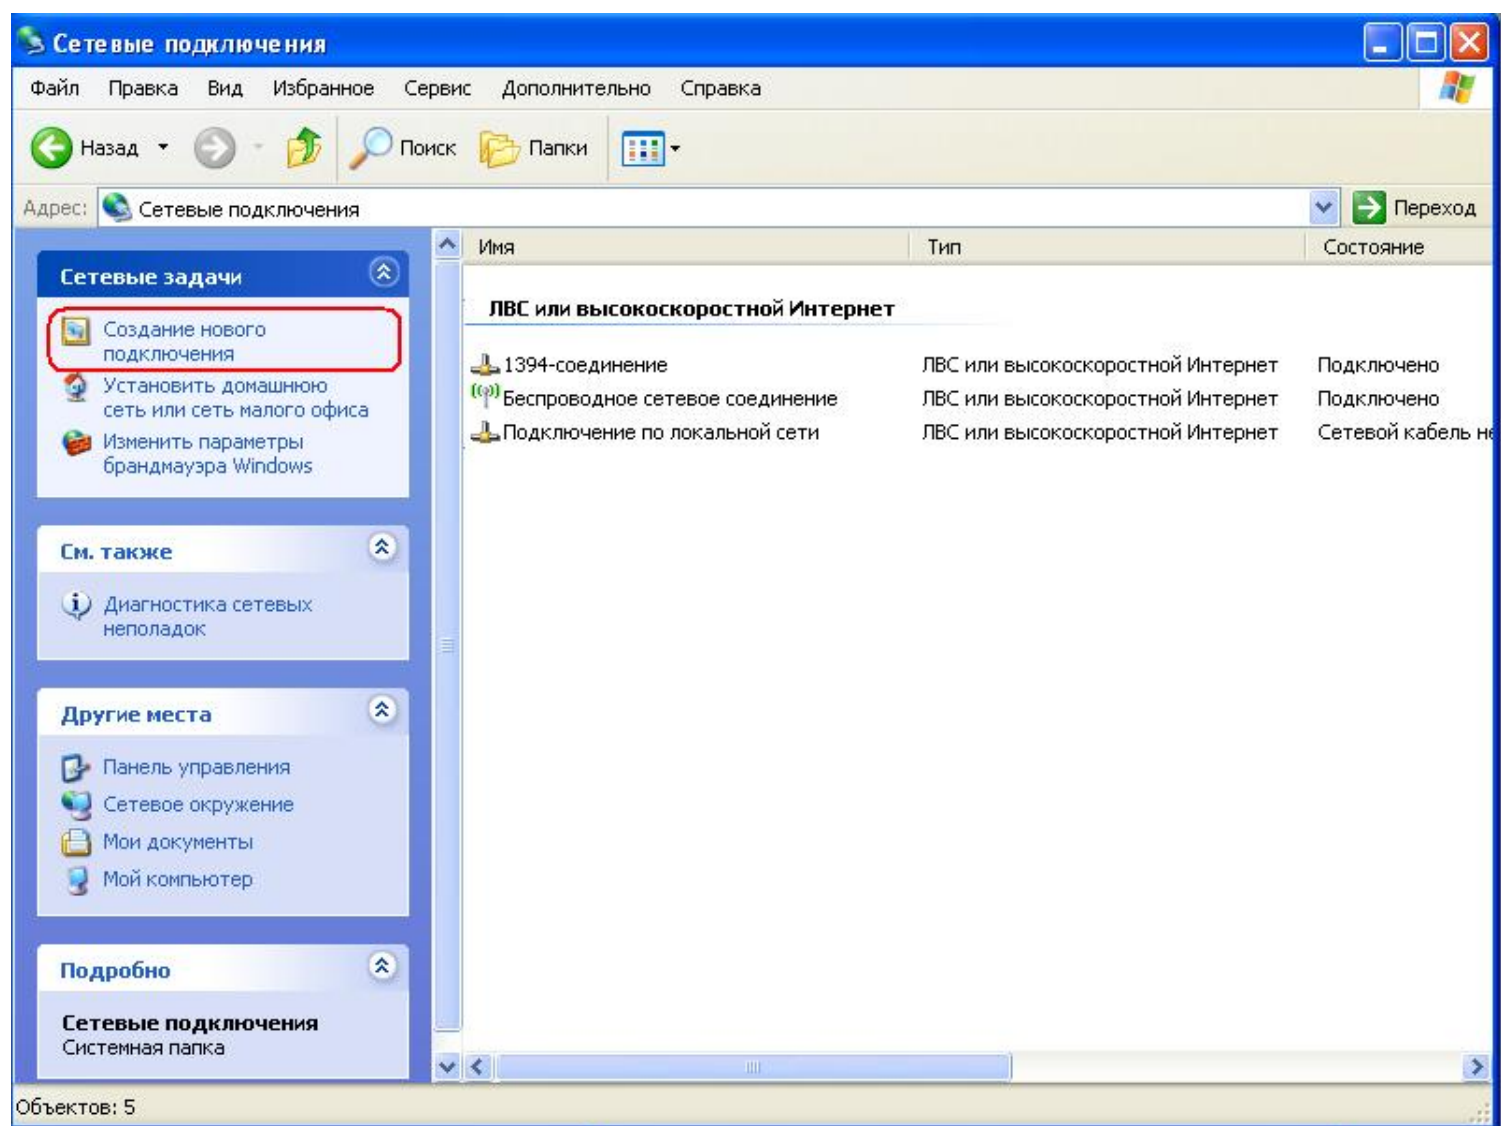 Сетевые подключения
Файл Правка Вид Избранное Сервис Дополнительно Справка
Назад Поиск Папки
Адрес: Сетевые подключения Переход
Имя Тип Состояние
Сетевые задачи
Создание нового
подключения
Установить домашнюю
сеть или сеть малого офиса
Изменить параметры
брандмауэра Windows
См. также
Диагностика сетевых
неполадок
Другие места
Панель управления
Сетевое окружение
Мои документы
Мой компьютер
Подробно
Сетевые подключения
Системная папка
ЛВС или высокоскоростной Интернет
1394-соединение ЛВС или высокоскоростной Интернет Подключено
Беспроводное сетевое соединение ЛВС или высокоскоростной Интернет Подключено
Подключение по локальной сети ЛВС или высокоскоростной Интернет Сетевой кабель не
Объектов: 5